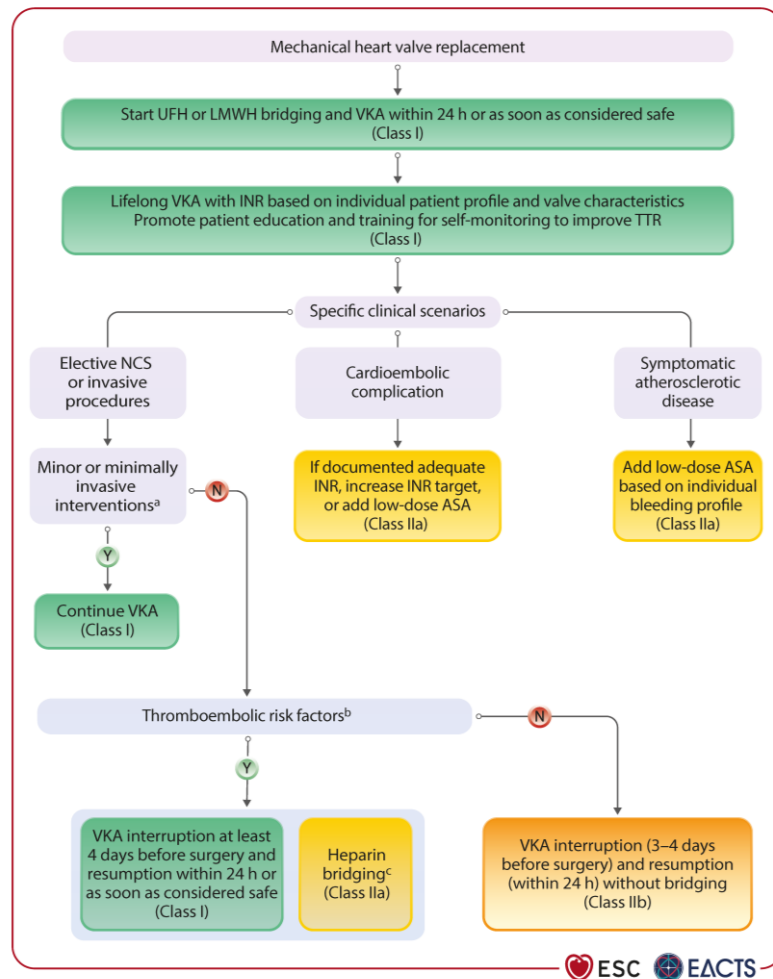 Mechanical heart valve replacement
Start UFH or LMWH bridging and VKA within 24 h or as soon as considered safe
(Class I)
Lifelong VKA with INR based on individual patient profile and valve characteristics
Promote patient education and training for self-monitoring to improve TTR
(Class I)
Specific clinical scenarios
Elective NCS
or invasive
procedures
Cardioembolic
complication
Symptomatic
atherosclerotic
disease
Minor or minimally
invasive
interventionsᵃ
N
If documented adequate
INR, increase INR target,
or add low-dose ASA
(Class IIa)
Add low-dose ASA
based on individual
bleeding profile
(Class IIa)
Y
Continue VKA
(Class I)
Thromboembolic risk factorsᵇ
N
Y
VKA interruption at least
4 days before surgery and
resumption within 24 h or
as soon as considered safe
(Class I)
Heparin
bridgingᶜ
(Class IIa)
VKA interruption (3–4 days
before surgery) and resumption
(within 24 h) without bridging
(Class IIb)
ESC EACTS